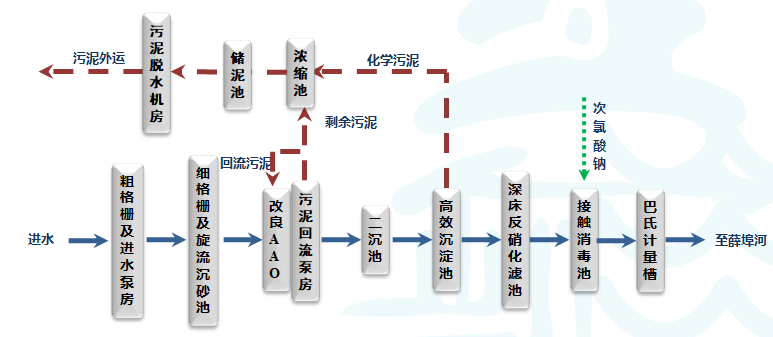 污泥外运
污泥脱水机房
储泥池
浓缩池
化学污泥
剩余污泥
回流污泥
次氯酸钠
进水
粗格栅及进水泵房
细格栅及旋流沉砂池
改良AAO
污泥回流泵房
二沉池
高效沉淀池
深床反硝化滤池
接触消毒池
巴氏计量槽
至薛埠河